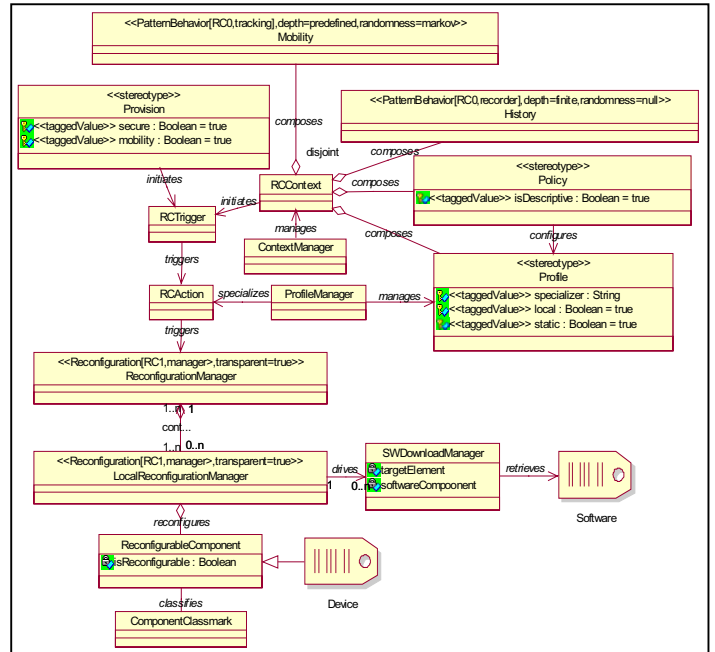 <<PatternBehavior[RC0,tracking],depth=predefined,randomness=markov>>
Mobility
<<stereotype>>
Provision
<<taggedValue>> secure : Boolean = true
<<taggedValue>> mobility : Boolean = true
composes
<<PatternBehavior[RC0,recorder],depth=finite,randomness=null>>
History
disjoint
composes
<<stereotype>>
Policy
<<taggedValue>> isDescriptive : Boolean = true
initiates
RCContext
composes
initiates
RCTrigger
manages
composes
configures
ContextManager
<<stereotype>>
Profile
<<taggedValue>> specializer : String
<<taggedValue>> local : Boolean = true
<<taggedValue>> static : Boolean = true
triggers
RCAction
specializes
ProfileManager
manages
triggers
<<Reconfiguration[RC1,manager>,transparent=true>>
ReconfigurationManager
1..n 1
cont...
1..n 0..n
<<Reconfiguration[RC1,manager>,transparent=true>>
LocalReconfigurationManager
drives
1
0..n
SWDownloadManager
targetElement
softwareCompoonent
retrieves
Software
reconfigures
ReconfigurableComponent
isReconfigurable : Boolean
Device
classifies
ComponentClassmark